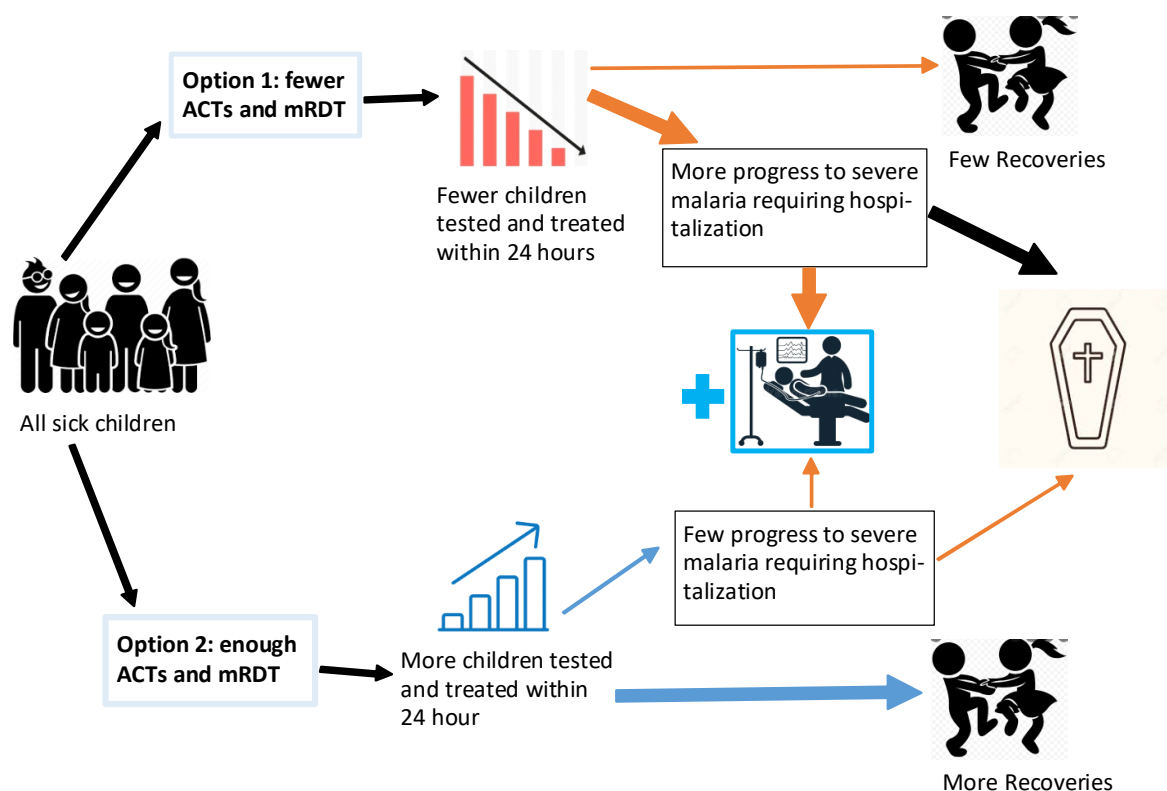 Option 1: fewer
ACTs and mRDT
Fewer children
tested and treated
within 24 hours
More progress to severe
malaria requiring hospi-
talization
Few Recoveries
All sick children
Few progress to severe
malaria requiring hospi-
talization
Option 2: enough
ACTs and mRDT
More children tested
and treated within
24 hour
More Recoveries